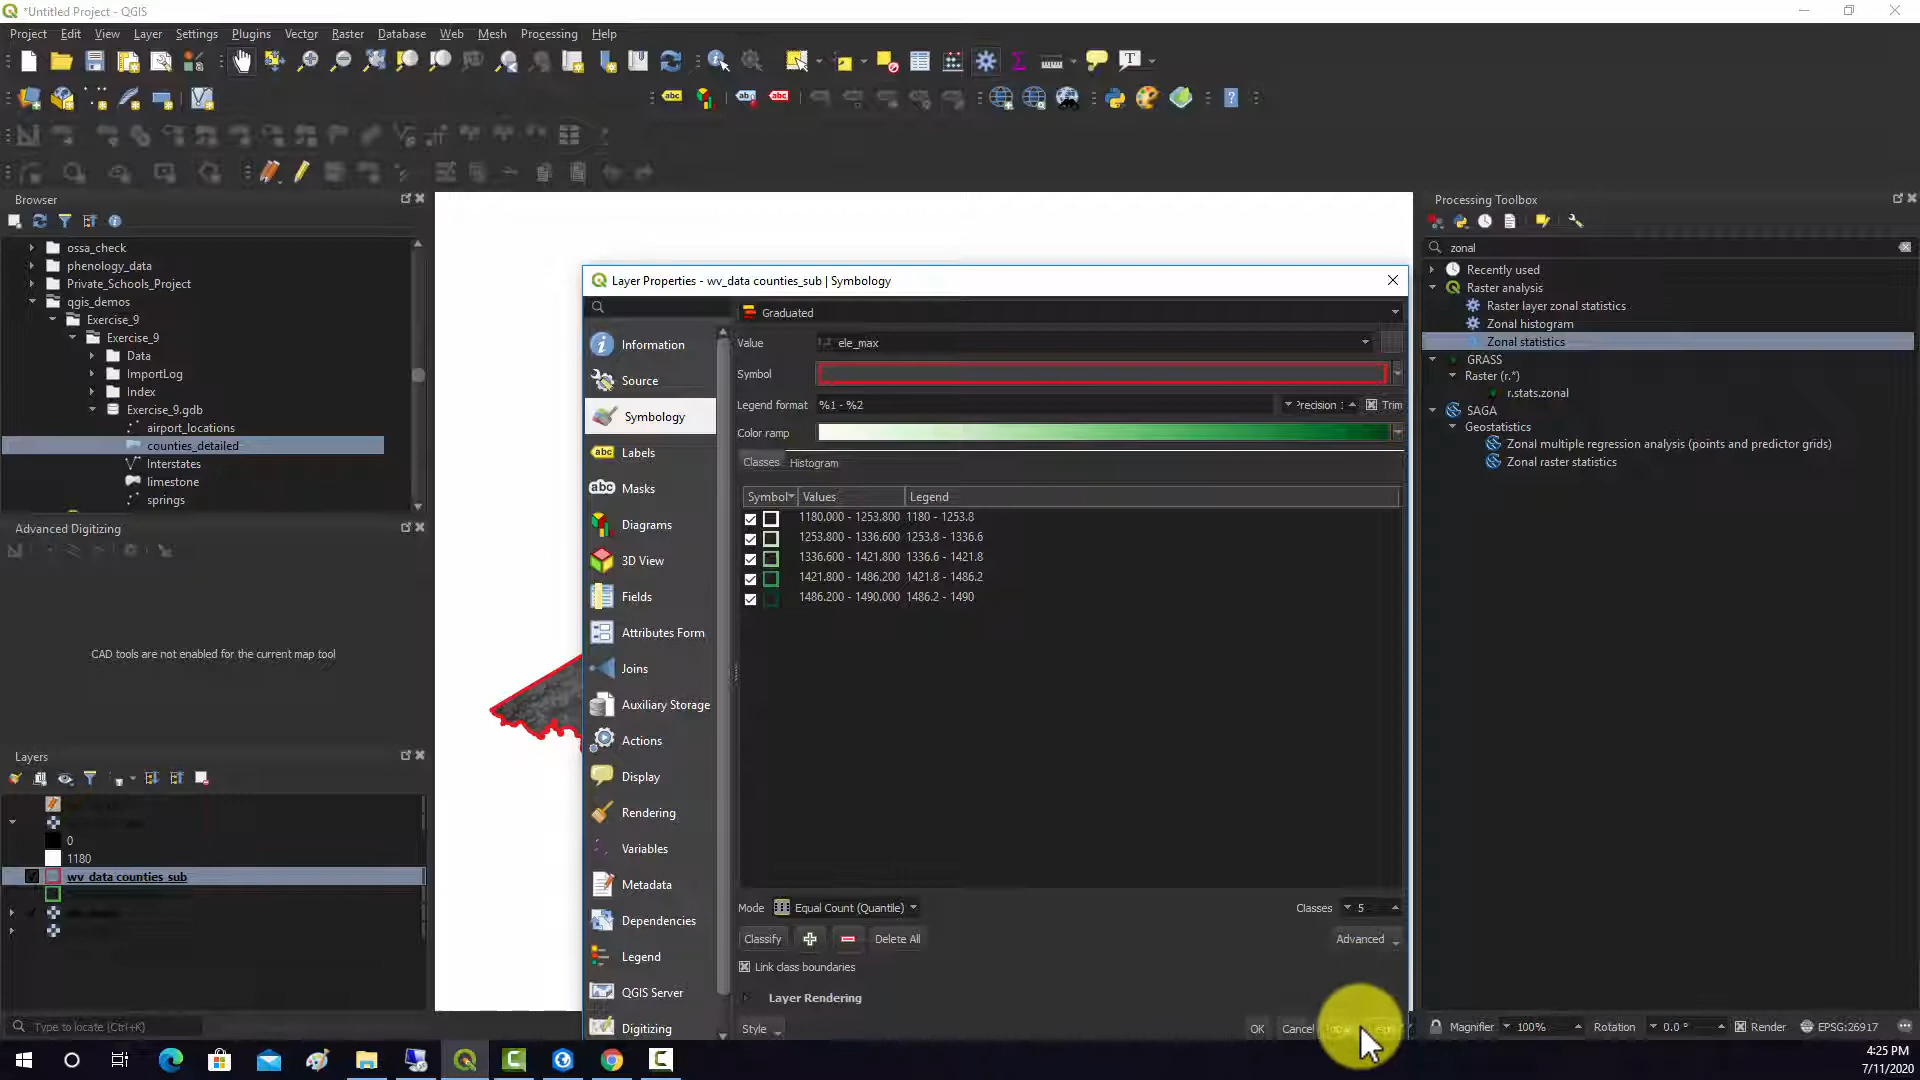 *Untitled Project - QGIS
Project Edit View Layer Settings Plugins Vector Raster Database Web Mesh Processing Help
Browser
ossa_check
phenology_data
Private_Schools_Project
qgis_demos
Exercise_9
Exercise_9
Data
ImportLog
Index
Exercise_9.gdb
airport_locations
counties_detailed
Interstates
limestone
springs
Advanced Digitizing
CAD tools are not enabled for the current map tool
Layers
0
1180
wv_data counties_sub
Type to locate (Ctrl+K)
Layer Properties - wv_data counties_sub | Symbology
Information
Source
Symbology
Labels
Masks
Diagrams
3D View
Fields
Attributes Form
Joins
Auxiliary Storage
Actions
Display
Rendering
Variables
Metadata
Dependencies
Legend
QGIS Server
Digitizing
Graduated
Value ele_max
Symbol
Legend format %1 - %2 Trim
Color ramp
Classes Histogram
Symbol Values Legend
1180.000 - 1253.800 1180 - 1253.8
1253.800 - 1336.600 1253.8 - 1336.6
1336.600 - 1421.800 1336.6 - 1421.8
1421.800 - 1486.200 1421.8 - 1486.2
1486.200 - 1490.000 1486.2 - 1490
Mode Equal Count (Quantile) Classes 5
Classify Delete All Advanced
Link class boundaries
Layer Rendering
Style OK Cancel
Processing Toolbox
zonal
Recently used
Raster analysis
Raster layer zonal statistics
Zonal histogram
Zonal statistics
GRASS
Raster (r.*)
r.stats.zonal
SAGA
Geostatistics
Zonal multiple regression analysis (points and predictor grids)
Zonal raster statistics
Magnifier 100% Rotation 0.0 ° Render EPSG:26917
4:25 PM
7/11/2020